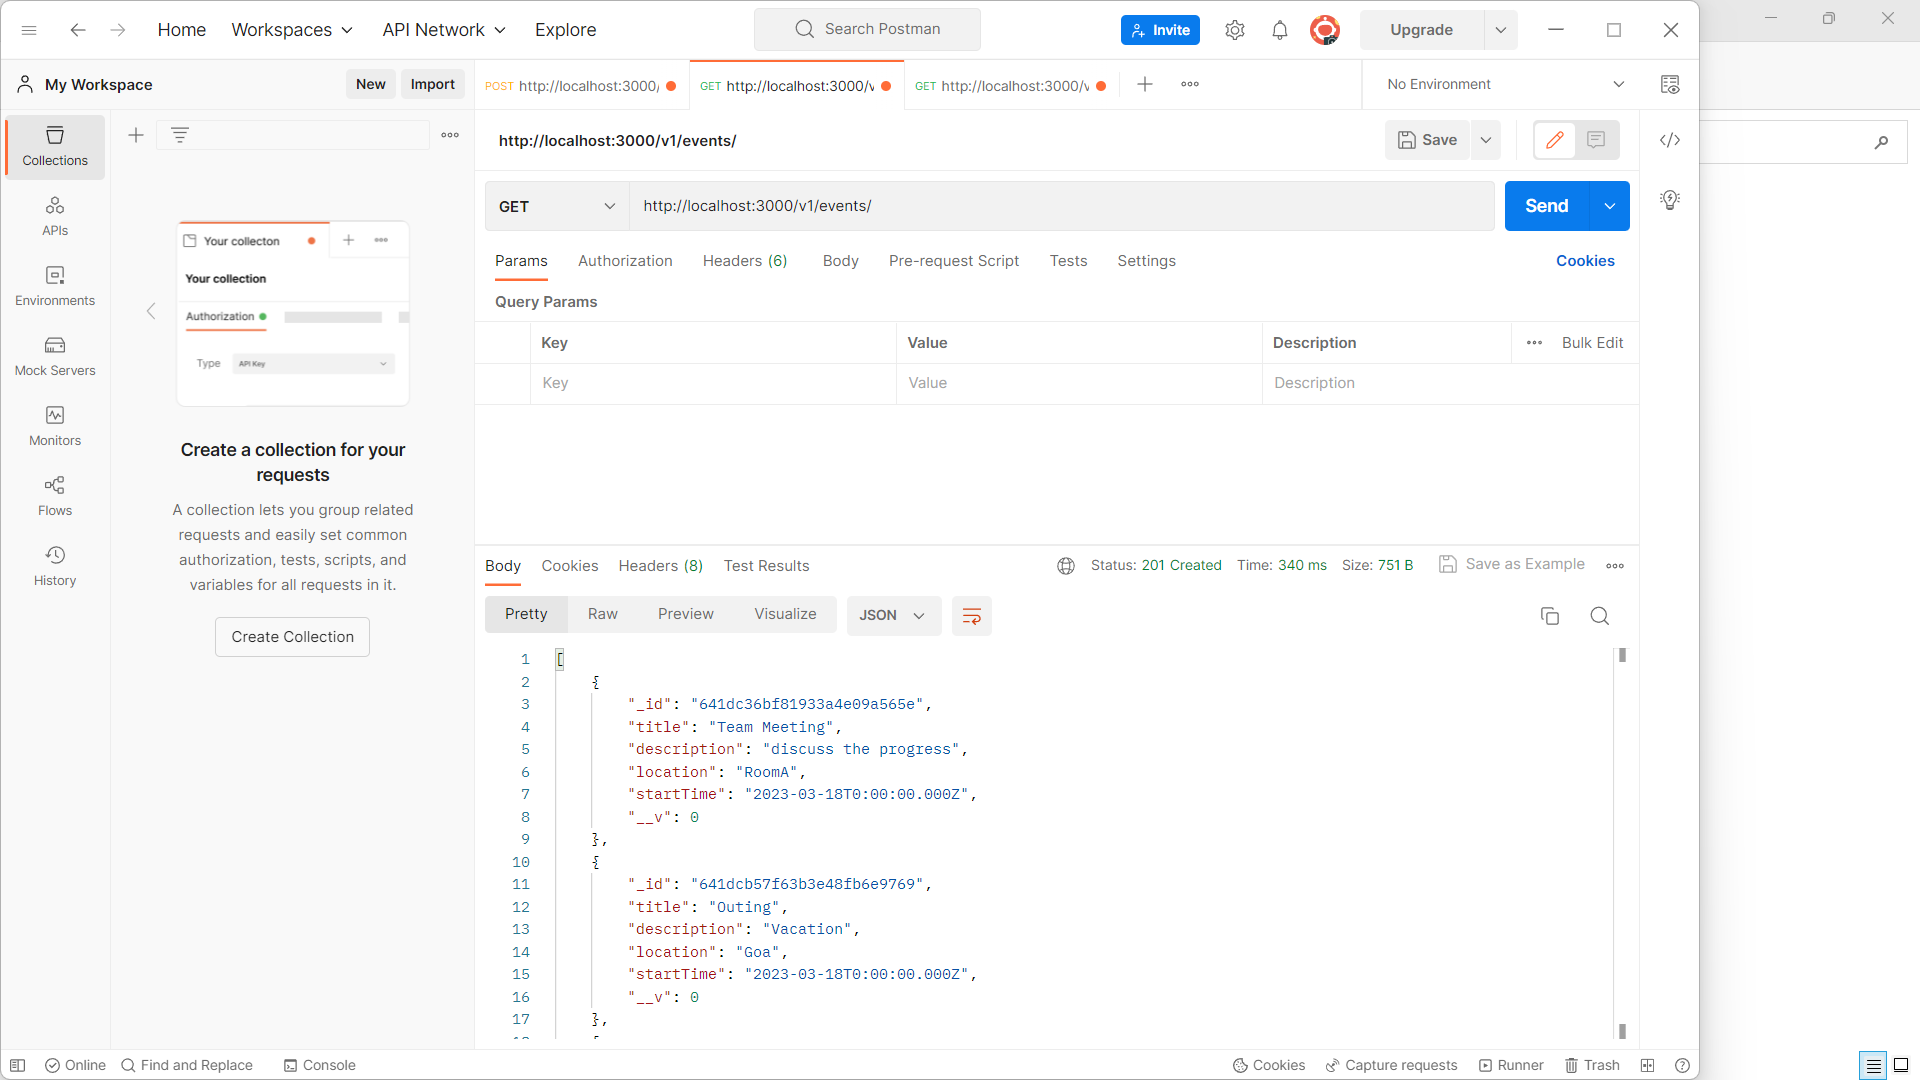 Home Workspaces API Network Explore Search Postman Invite Upgrade
My Workspace New Import POST http://localhost:3000/ GET http://localhost:3000/v GET http://localhost:3000/v No Environment
http://localhost:3000/v1/events/ Save
GET http://localhost:3000/v1/events/ Send
Params Authorization Headers (6) Body Pre-request Script Tests Settings Cookies
Query Params
Key Value Description Bulk Edit
Key Value Description
Collections
APIs
Environments
Mock Servers
Monitors
Flows
History
Your collecton
Your collection
Authorization
Type API Key
Create a collection for your
requests
A collection lets you group related
requests and easily set common
authorization, tests, scripts, and
variables for all requests in it.
Create Collection
Body Cookies Headers (8) Test Results Status: 201 Created Time: 340 ms Size: 751 B Save as Example
Pretty Raw Preview Visualize JSON
1 [
2 {
3 "_id": "641dc36bf81933a4e09a565e",
4 "title": "Team Meeting",
5 "description": "discuss the progress",
6 "location": "RoomA",
7 "startTime": "2023-03-18T0:00:00.000Z",
8 "__v": 0
9 },
10 {
11 "_id": "641dcb57f63b3e48fb6e9769",
12 "title": "Outing",
13 "description": "Vacation",
14 "location": "Goa",
15 "startTime": "2023-03-18T0:00:00.000Z",
16 "__v": 0
17 },
Online Find and Replace Console Cookies Capture requests Runner Trash